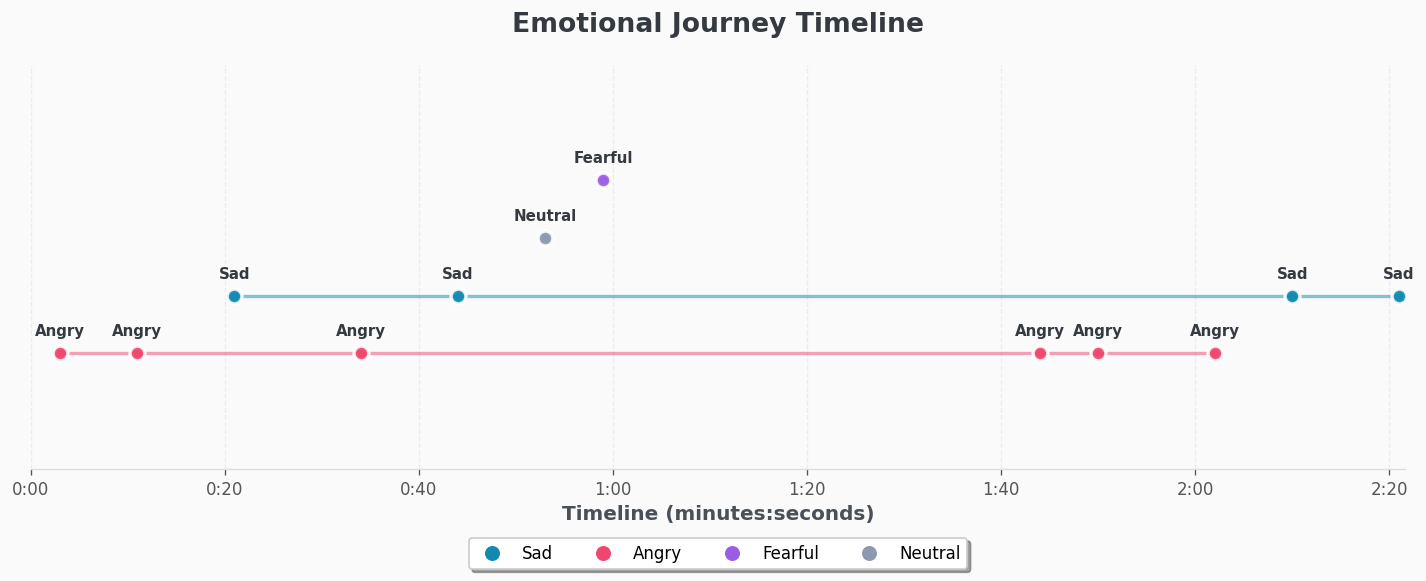 Emotional Journey Timeline
Fearful
Neutral
Sad Sad Sad Sad
Angry Angry Angry Angry Angry Angry
0:00 0:20 0:40 1:00 1:20 1:40 2:00 2:20
Timeline (minutes:seconds)
Sad Angry Fearful Neutral